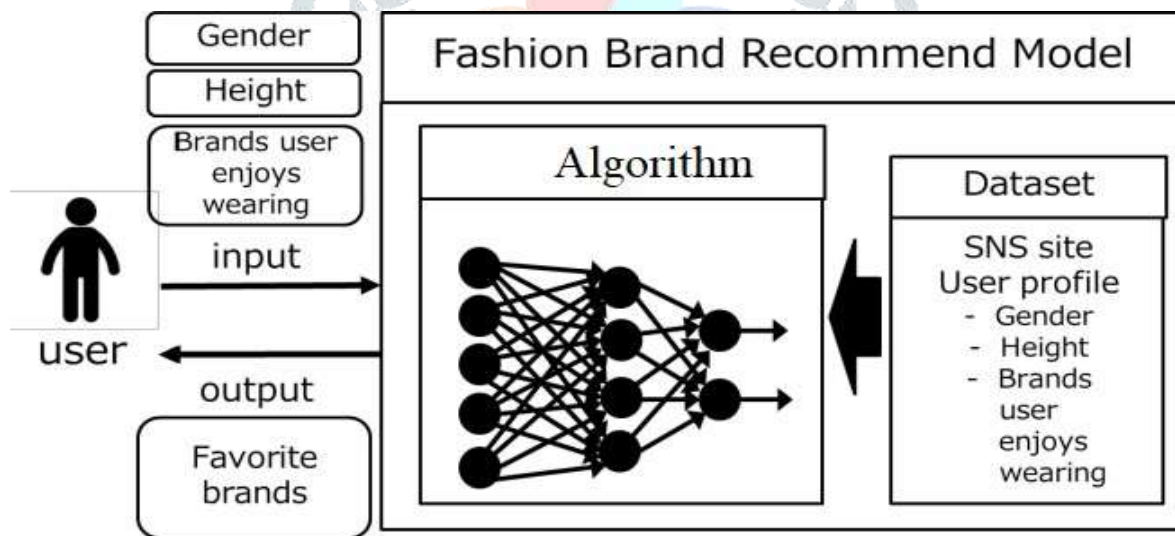 Gender
Height
Brands user
enjoys
wearing
input
user
output
Favorite
brands
Fashion Brand Recommend Model
Algorithm
Dataset
SNS site
User profile
- Gender
- Height
- Brands
user
enjoys
wearing